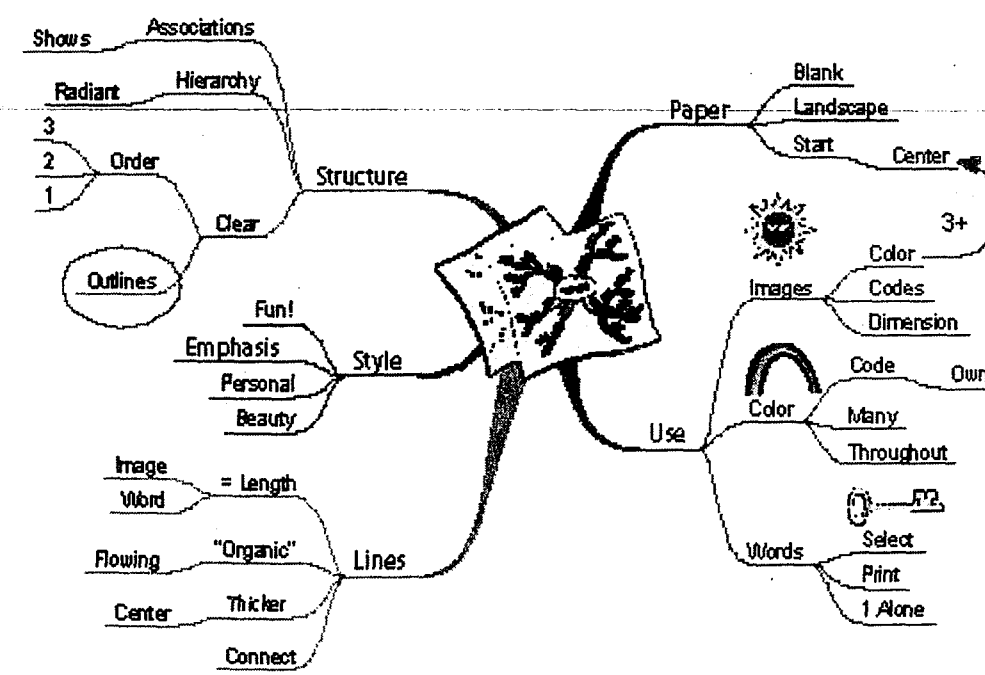 Shows
Associations
Radiant
Hierarchy
3
2
1
Order
Structure
Clear
Outlines
Fun!
Emphasis
Personal
Beauty
Style
Image
Word
= Length
Flowing
"Organic"
Center
Thicker
Connect
Lines
Paper
Blank
Landscape
Start
Center
3+
Images
Color
Codes
Dimension
Use
Color
Code
Own
Many
Throughout
Words
Select
Print
1 Alone